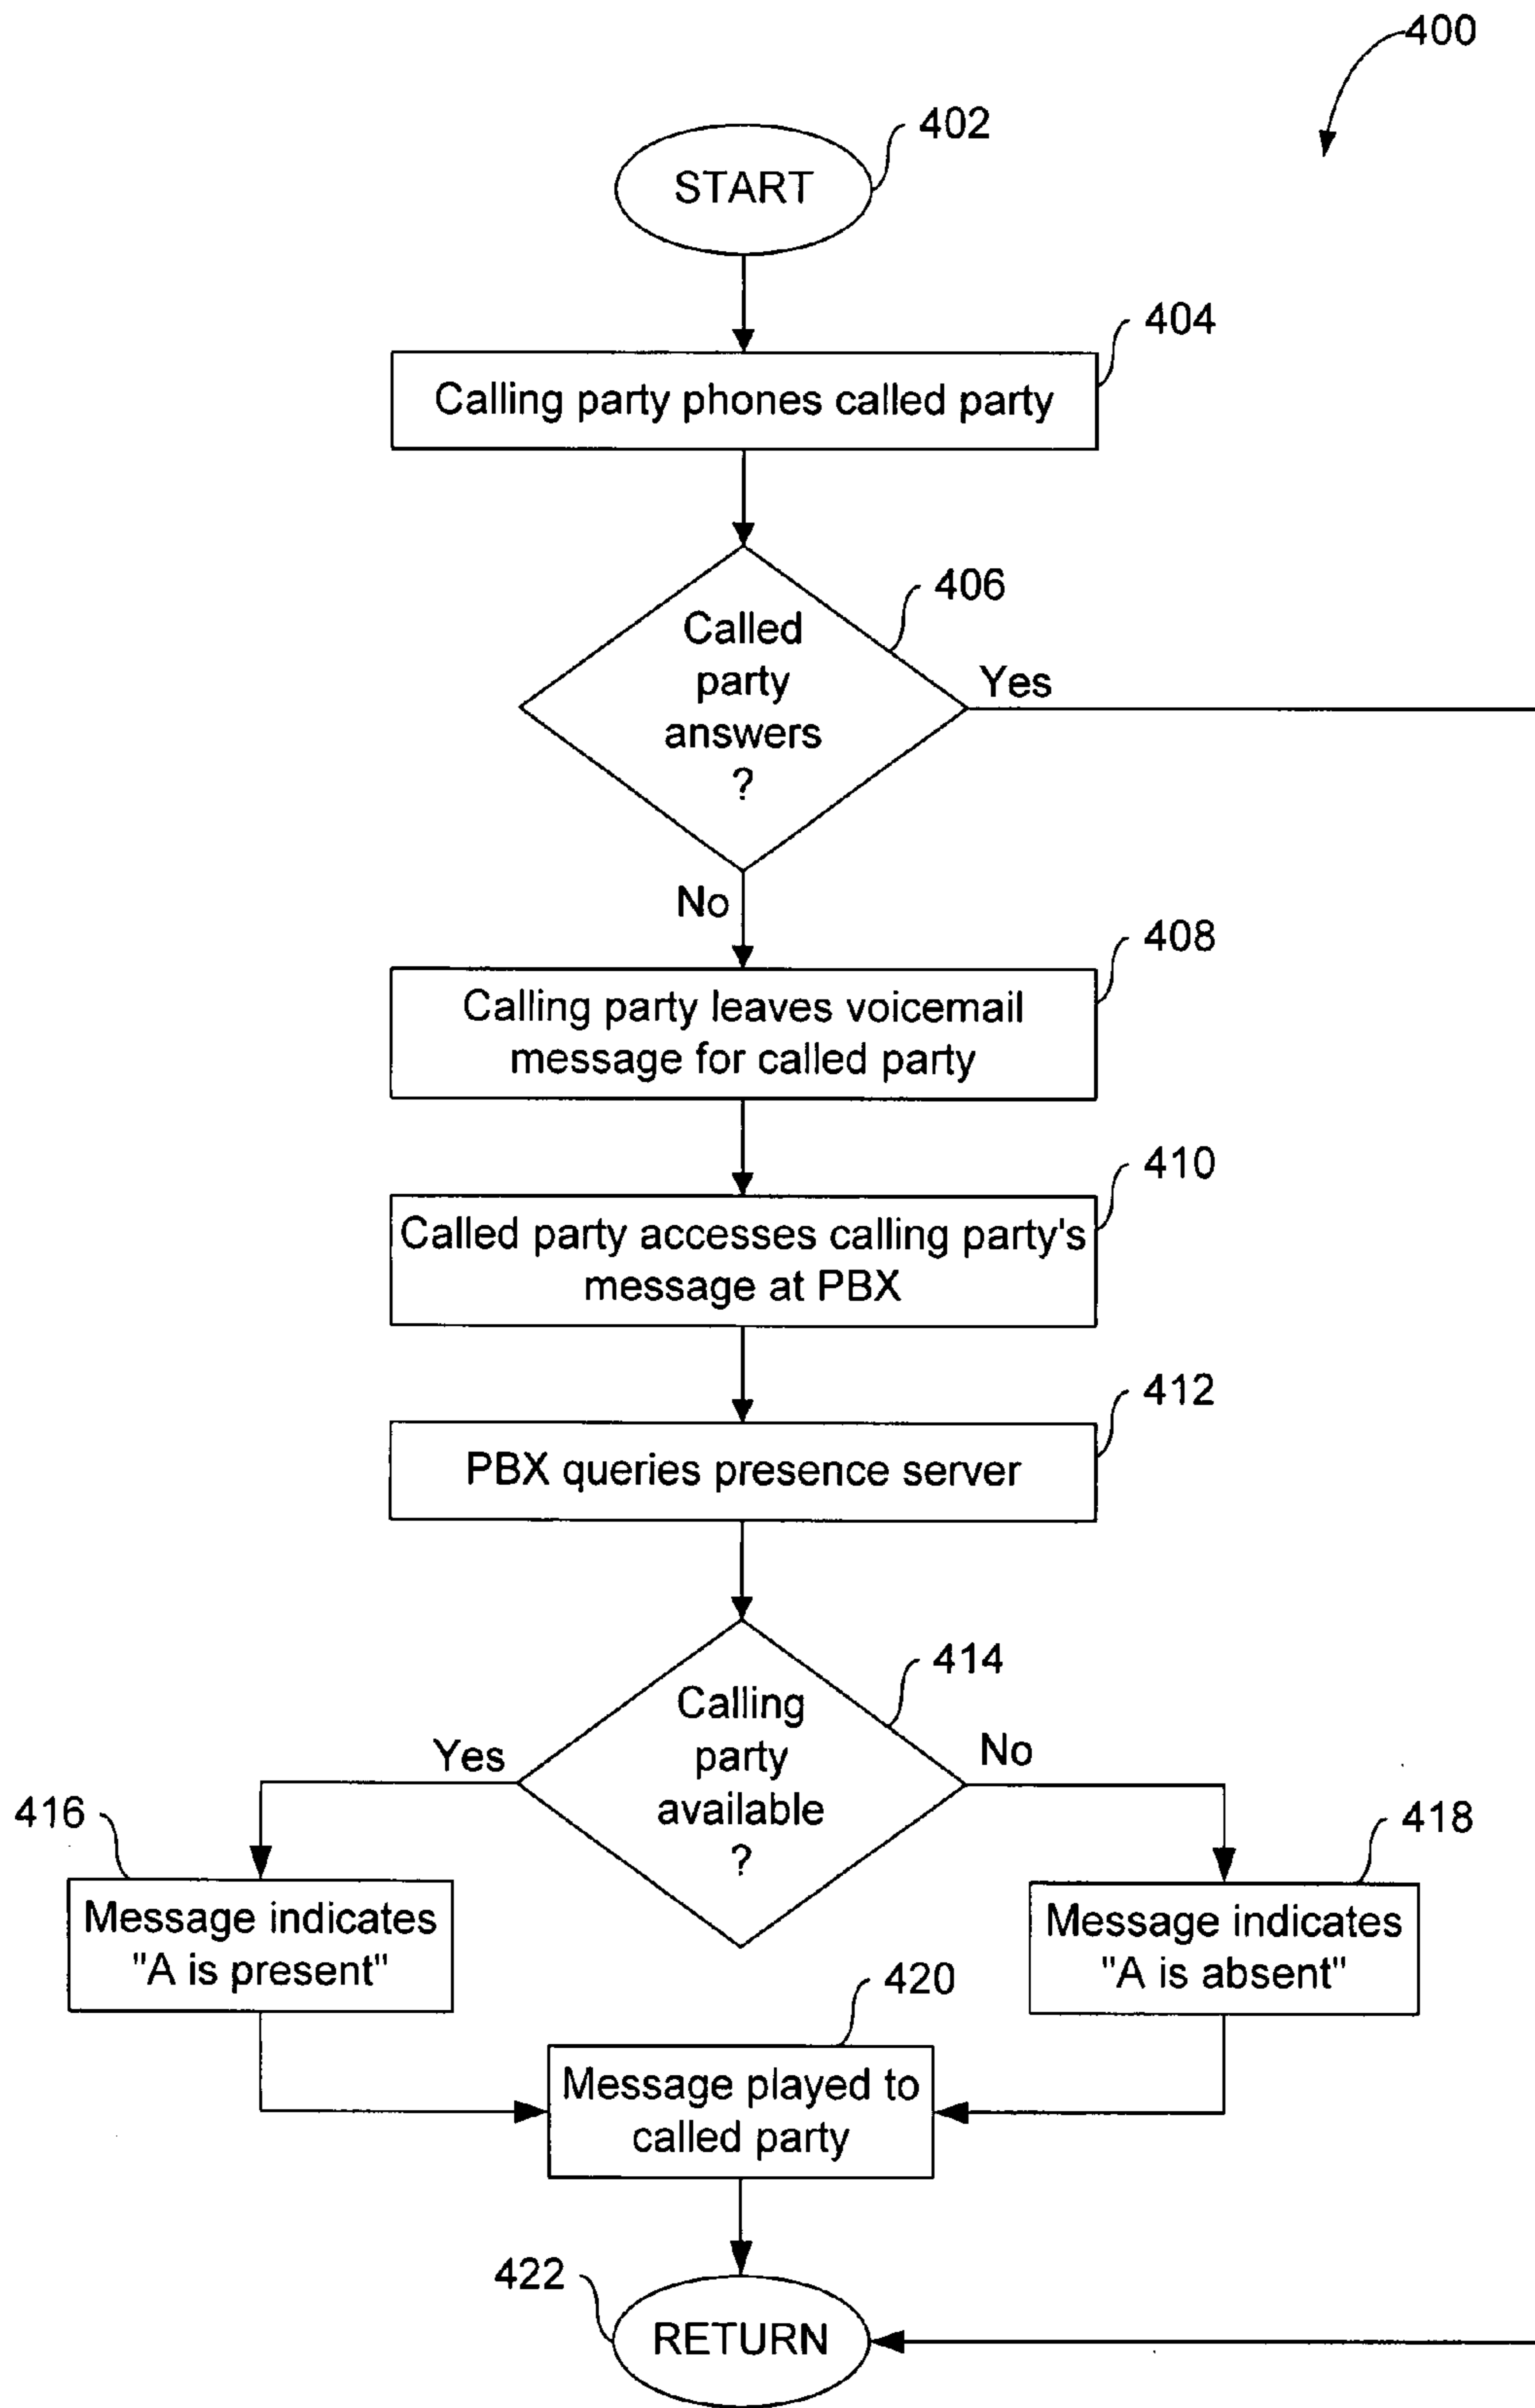 400
402
START
404
Calling party phones called party
406
Called
party
answers
?
Yes
No
408
Calling party leaves voicemail
message for called party
410
Called party accesses calling party's
message at PBX
412
PBX queries presence server
414
Calling
party
available
?
Yes
No
416
Message indicates
"A is present"
418
Message indicates
"A is absent"
420
Message played to
called party
422
RETURN